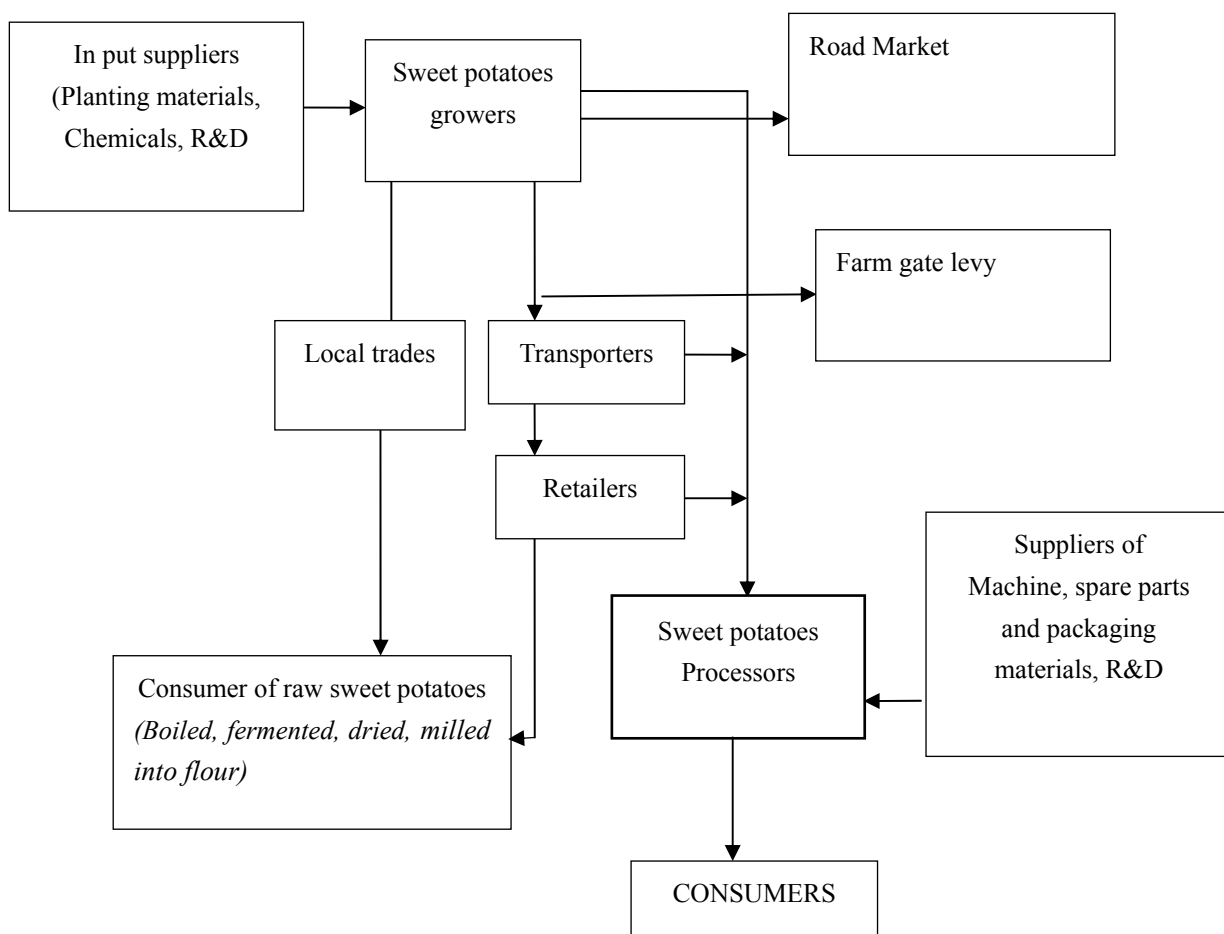 In put suppliers
(Planting materials,
Chemicals, R&D
Sweet potatoes
growers
Road Market
Farm gate levy
Local trades
Transporters
Retailers
Suppliers of
Machine, spare parts
and packaging
materials, R&D
Sweet potatoes
Processors
Consumer of raw sweet potatoes
(Boiled, fermented, dried, milled
into flour)
CONSUMERS